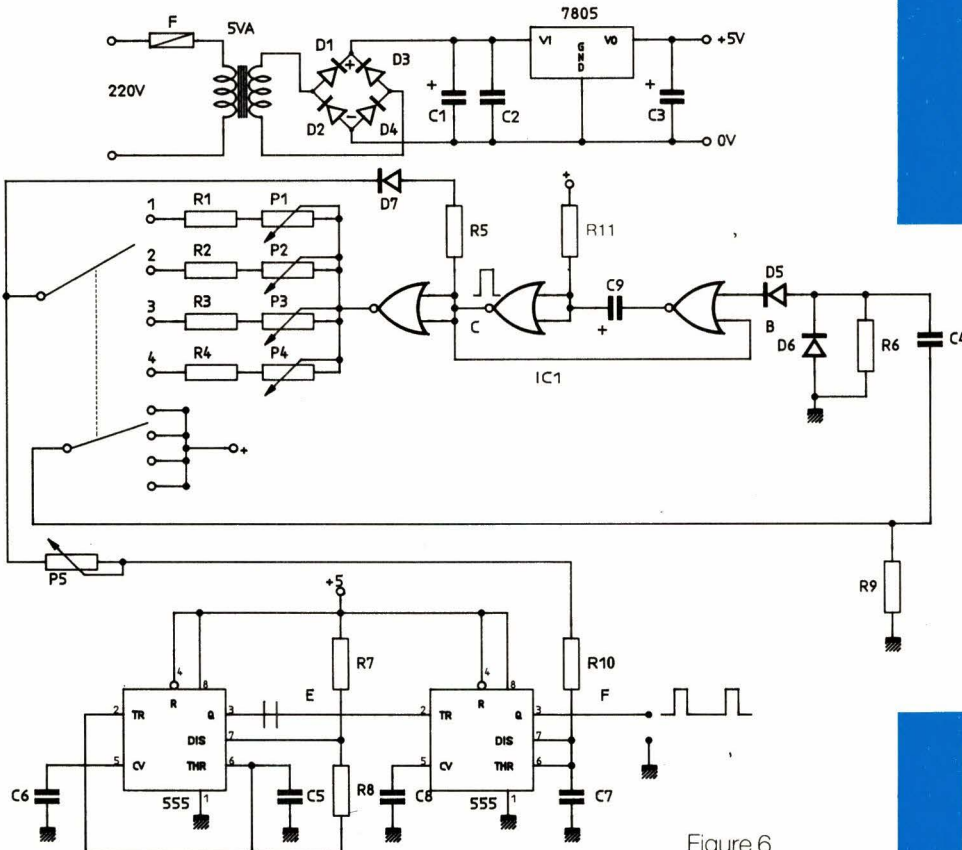 F
5VA
220V
D1
D3
D2
D4
+
-
+
C1
C2
7805
V1
GND
V0
+
C3
+5V
0V
D7
1
R1
P1
2
R2
P2
3
R3
P3
4
R4
P4
R5
+
R11
C
C9
+
IC1
D5
B
D6
R6
C4
+
R9
P5
+5
R7
R10
4
8
R
2
TR
Q
3
E
DIS
7
5
CV
THR
6
555
1
C6
C5
R8
4
8
R
2
TR
Q
3
F
DIS
7
5
CV
THR
6
555
1
C8
C7
Figure 6